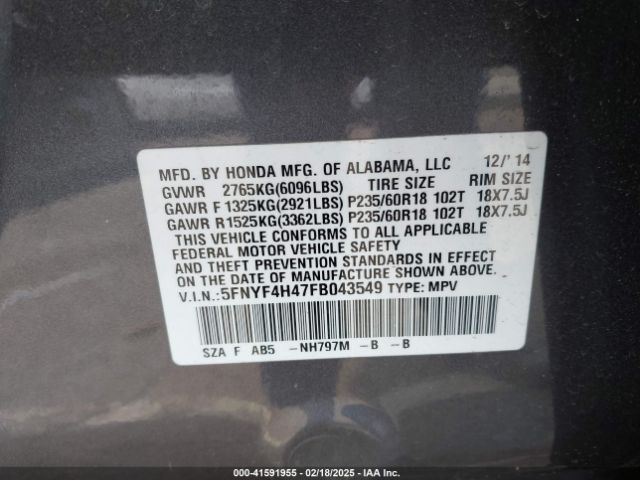 MFD. BY HONDA MFG. OF ALABAMA, LLC 12/'14
GVWR 2765KG(6096LBS) TIRE SIZE RIM SIZE
GAWR F 1325KG(2921LBS) P235/60R18 102T 18X7.5J
GAWR R 1525KG(3362LBS) P235/60R18 102T 18X7.5J
THIS VEHICLE CONFORMS TO ALL APPLICABLE
FEDERAL MOTOR VEHICLE SAFETY
AND THEFT PREVENTION STANDARDS IN EFFECT
ON THE DATE OF MANUFACTURE SHOWN ABOVE.
V.I.N.:5FNYF4H47FB043549 TYPE: MPV
SZA F AB5 -NH797M -B -B
000-41591955 - 02/18/2025 - IAA Inc.